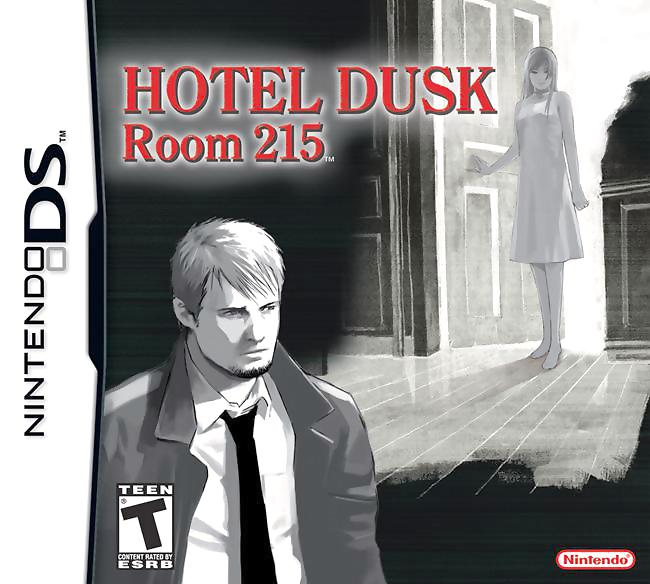 HOTEL DUSK
Room 215™
NINTENDO DS™
TEEN
T®
CONTENT RATED BY
ESRB
Nintendo®